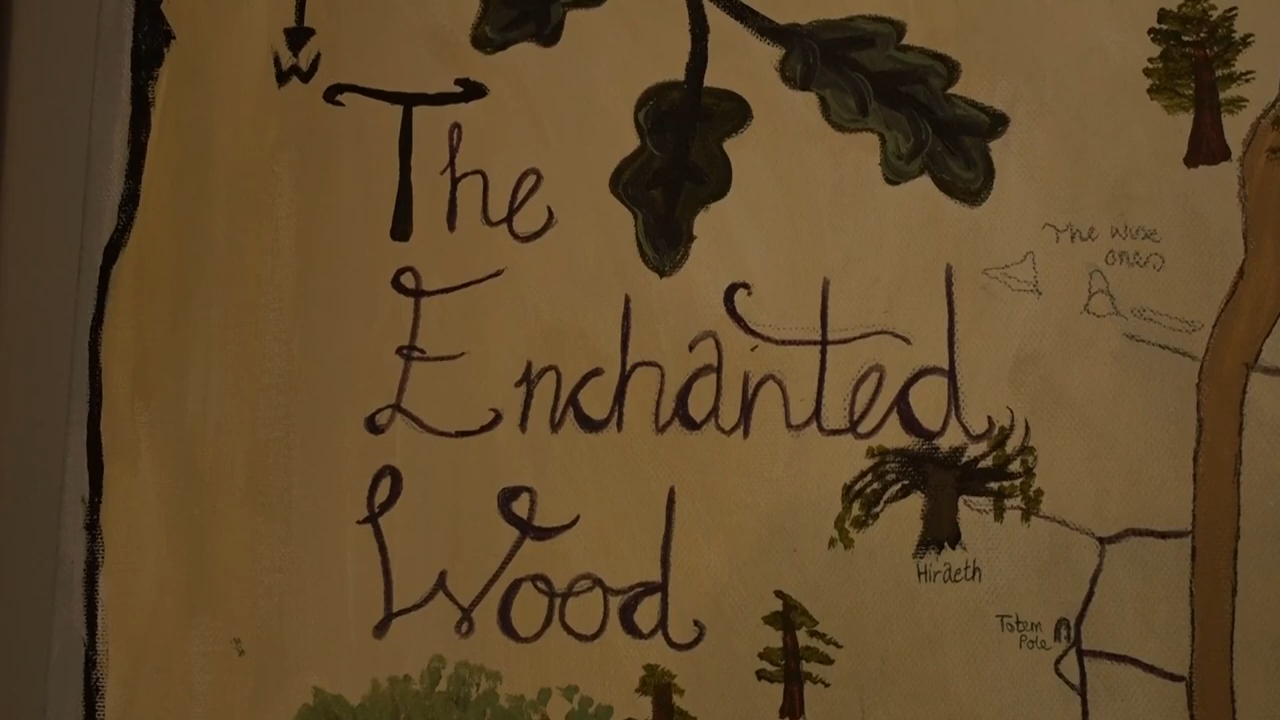 W
The
Enchanted
Wood
The Wise
ones
Hiraeth
Totem
Pole